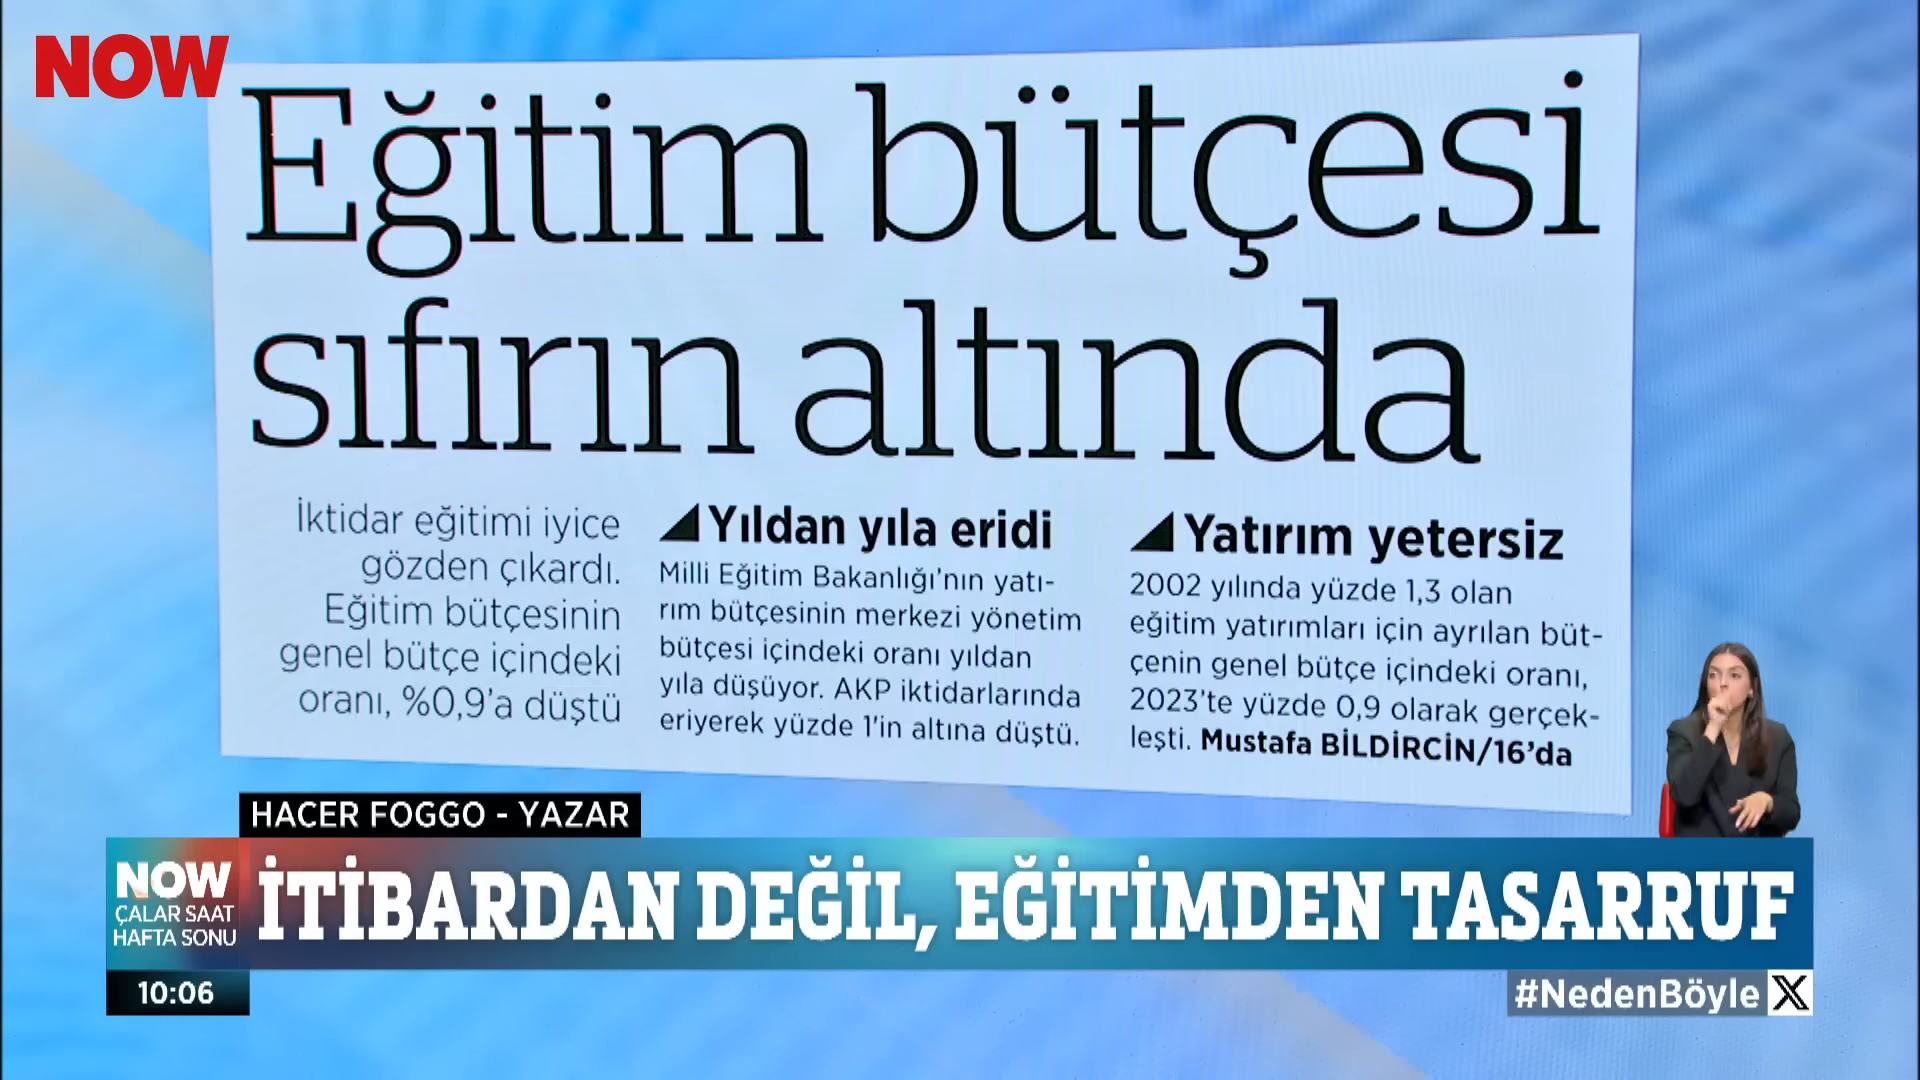 NOW
Eğitim bütçesi
sıfırın altında
İktidar eğitimi iyice
gözden çıkardı.
Eğitim bütçesinin
genel bütçe içindeki
oranı, %0,9'a düştü
Yıldan yıla eridi
Milli Eğitim Bakanlığı'nın yatı-
rım bütçesinin merkezi yönetim
bütçesi içindeki oranı yıldan
yıla düşüyor. AKP iktidarlarında
eriyerek yüzde 1'in altına düştü.
Yatırım yetersiz
2002 yılında yüzde 1,3 olan
eğitim yatırımları için ayrılan büt-
çenin genel bütçe içindeki oranı,
2023'te yüzde 0,9 olarak gerçek-
leşti. Mustafa BİLDİRCİN/16'da
HACER FOGGO - YAZAR
NOW
ÇALAR SAAT
HAFTA SONU
İTİBARDAN DEĞİL, EĞİTİMDEN TASARRUF
10:06
#NedenBöyle X